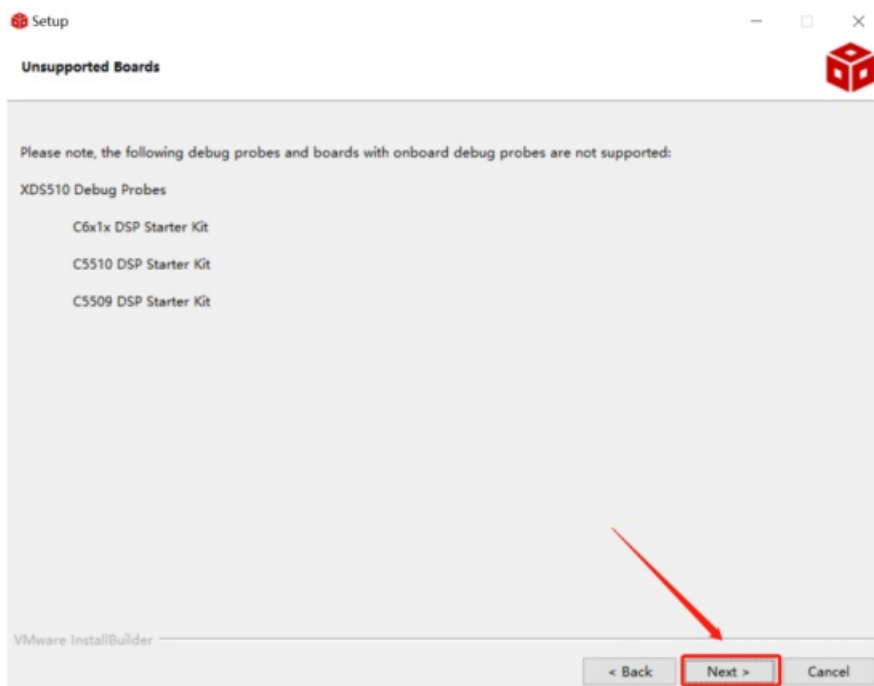 Setup
Unsupported Boards
Please note, the following debug probes and boards with onboard debug probes are not supported:
XDS510 Debug Probes
C6x1x DSP Starter Kit
C5510 DSP Starter Kit
C5509 DSP Starter Kit
VMware InstallBuilder
< Back Next > Cancel